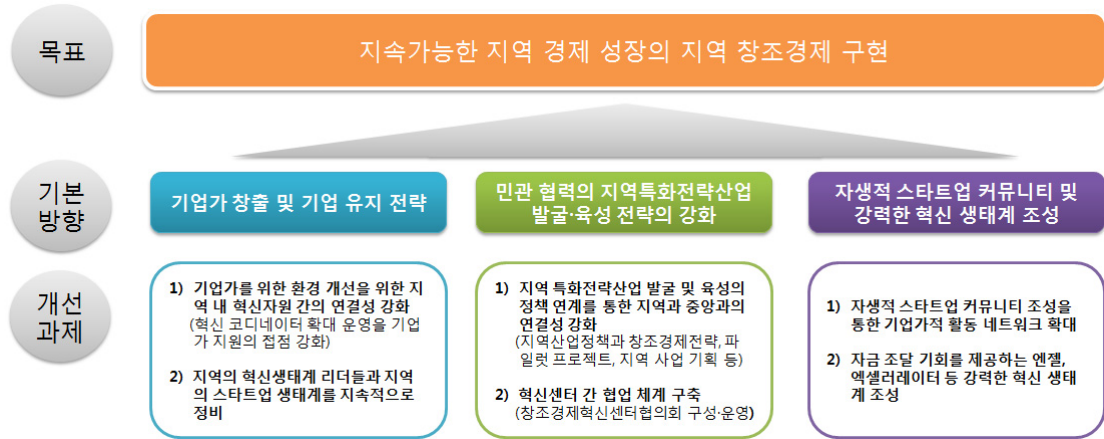 목표
지속가능한 지역 경제 성장의 지역 창조경제 구현
기본
방향
기업가 창출 및 기업 유지 전략
민관 협력의 지역특화전략산업
발굴·육성 전략의 강화
자생적 스타트업 커뮤니티 및
강력한 혁신 생태계 조성
개선
과제
1) 기업가를 위한 환경 개선을 위한 지
역 내 혁신자원 간의 연결성 강화
(혁신 코디네이터 확대 운영을 기업
가 지원의 접점 강화)
2) 지역의 혁신생태계 리더들과 지역
의 스타트업 생태계를 지속적으로
정비
1) 지역 특화전략산업 발굴 및 육성의
정책 연계를 통한 지역과 중앙과의
연결성 강화
(지역산업정책과 창조경제전략, 파
일럿 프로젝트, 지역 사업 기획 등)
2) 혁신센터 간 협업 체계 구축
(창조경제혁신센터협의회 구성·운영)
1) 자생적 스타트업 커뮤니티 조성을
통한 기업가적 활동 네트워크 확대
2) 자금 조달 기회를 제공하는 엔젤,
엑셀러레이터 등 강력한 혁신 생태
계 조성